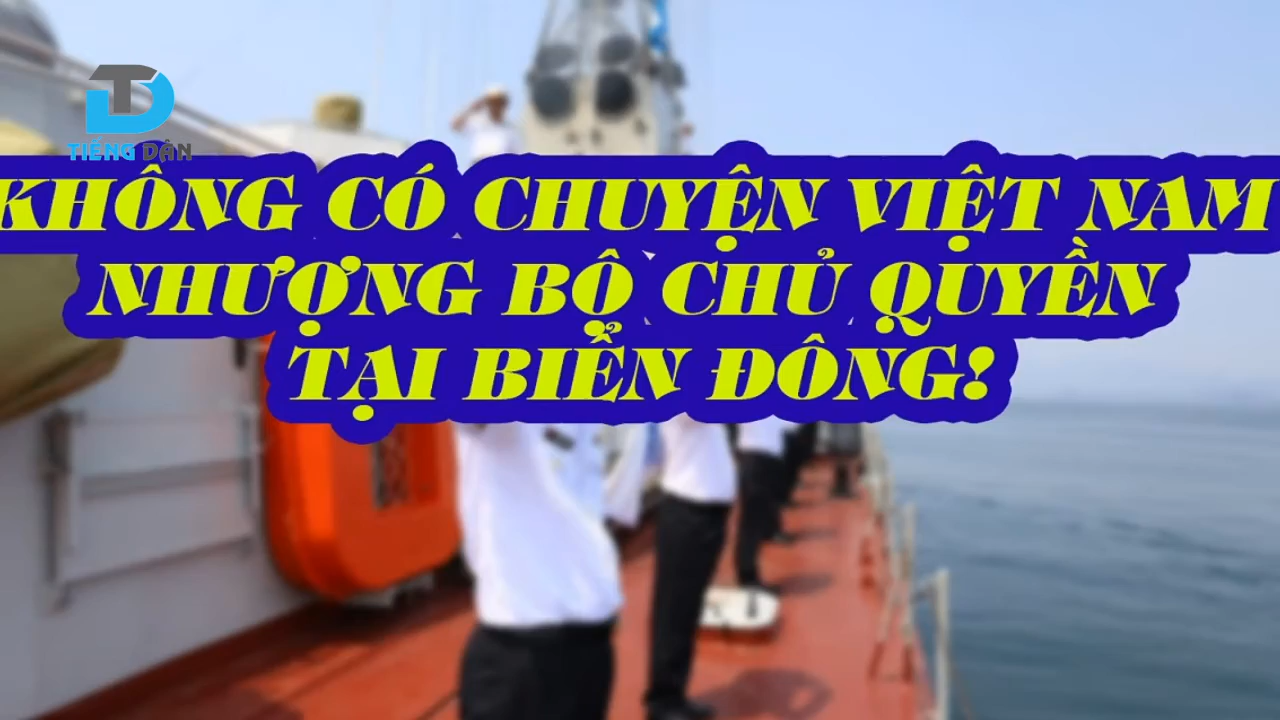 TIẾNG DÂN
KHÔNG CÓ CHUYỆN VIỆT NAM
NHƯỢNG BỘ CHỦ QUYỀN
TẠI BIỂN ĐÔNG!